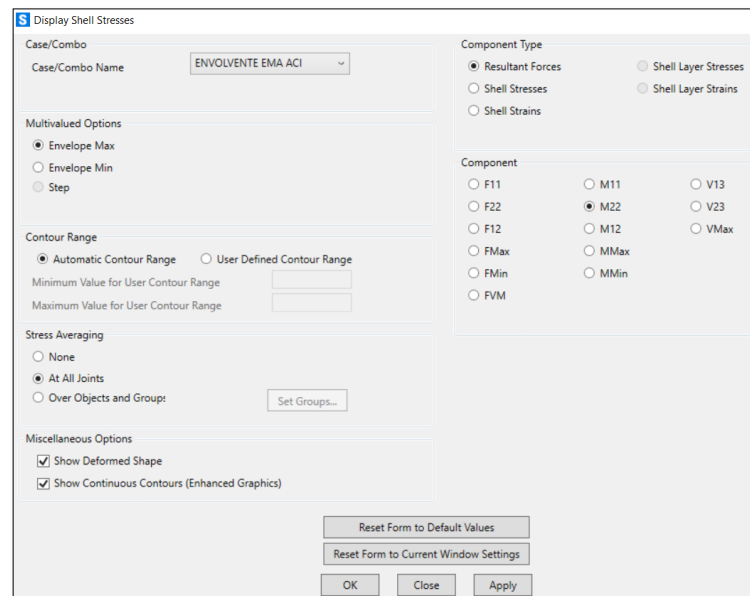 S Display Shell Stresses
Case/Combo
Case/Combo Name
ENVOLVENTE EMA ACI
Multivalued Options
Envelope Max
Envelope Min
Step
Contour Range
Automatic Contour Range
User Defined Contour Range
Minimum Value for User Contour Range
Maximum Value for User Contour Range
Stress Averaging
None
At All Joints
Over Objects and Groups
Set Groups...
Miscellaneous Options
Show Deformed Shape
Show Continuous Contours (Enhanced Graphics)
Component Type
Resultant Forces
Shell Layer Stresses
Shell Stresses
Shell Layer Strains
Shell Strains
Component
F11
M11
V13
F22
M22
V23
F12
M12
VMax
FMax
MMax
FMin
MMin
FVM
Reset Form to Default Values
Reset Form to Current Window Settings
OK
Close
Apply